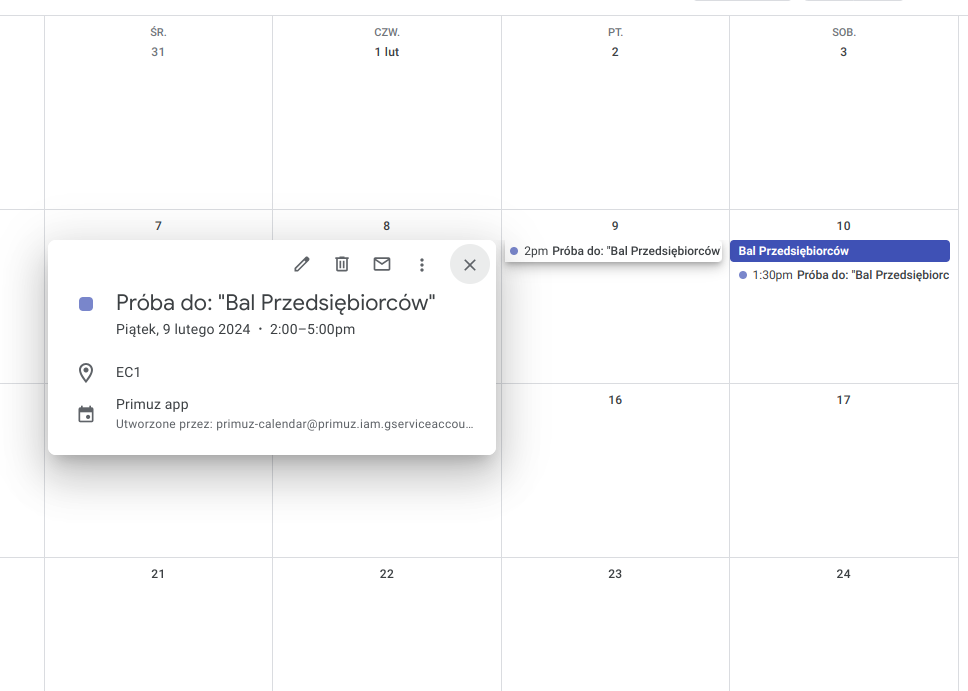 ŚR.
CZW.
PT.
SOB.
31
1 lut
2
3
7
8
9
10
2pm Próba do: "Bal Przedsiębiorców
Bal Przedsiębiorców
1:30pm Próba do: "Bal Przedsiębiorc
Próba do: "Bal Przedsiębiorców"
Piątek, 9 lutego 2024 · 2:00–5:00pm
EC1
Primuz app
Utworzone przez: primuz-calendar@primuz.iam.gserviceaccou...
16
17
21
22
23
24